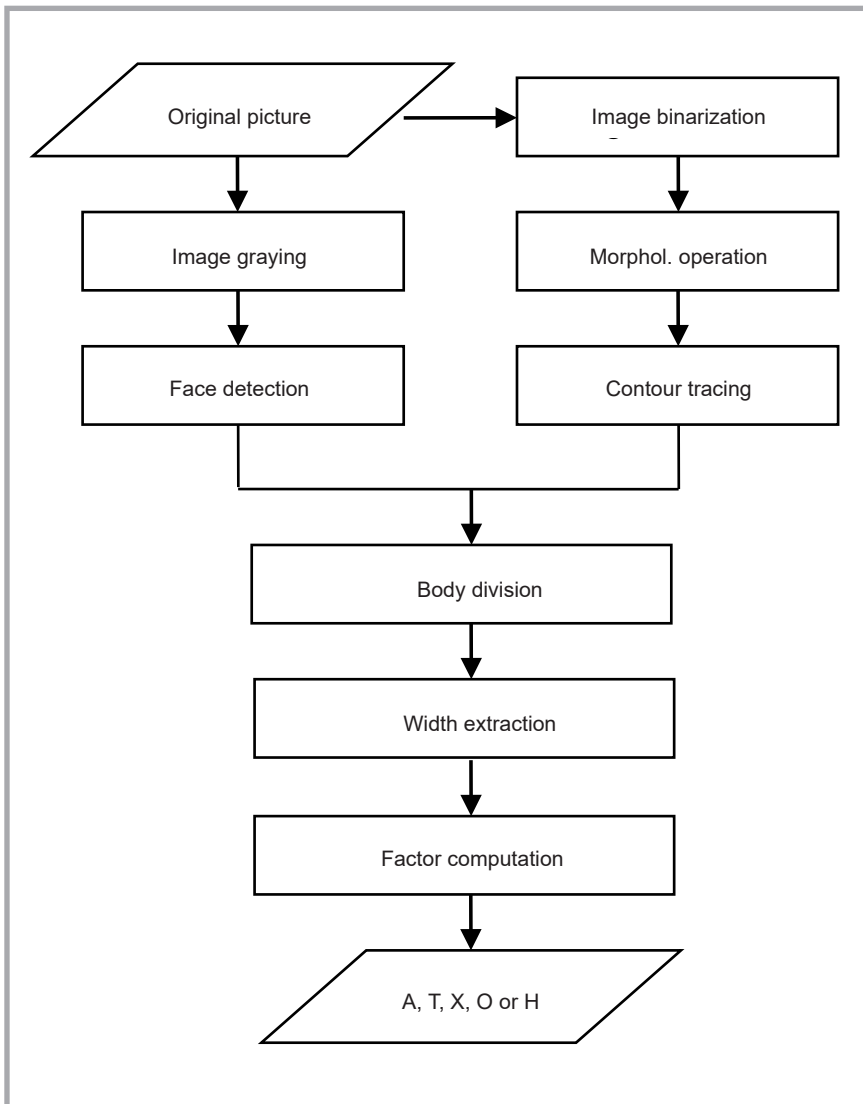 Original picture
Image binarization
Image graying
Morphol. operation
Face detection
Contour tracing
Body division
Width extraction
Factor computation
A, T, X, O or H